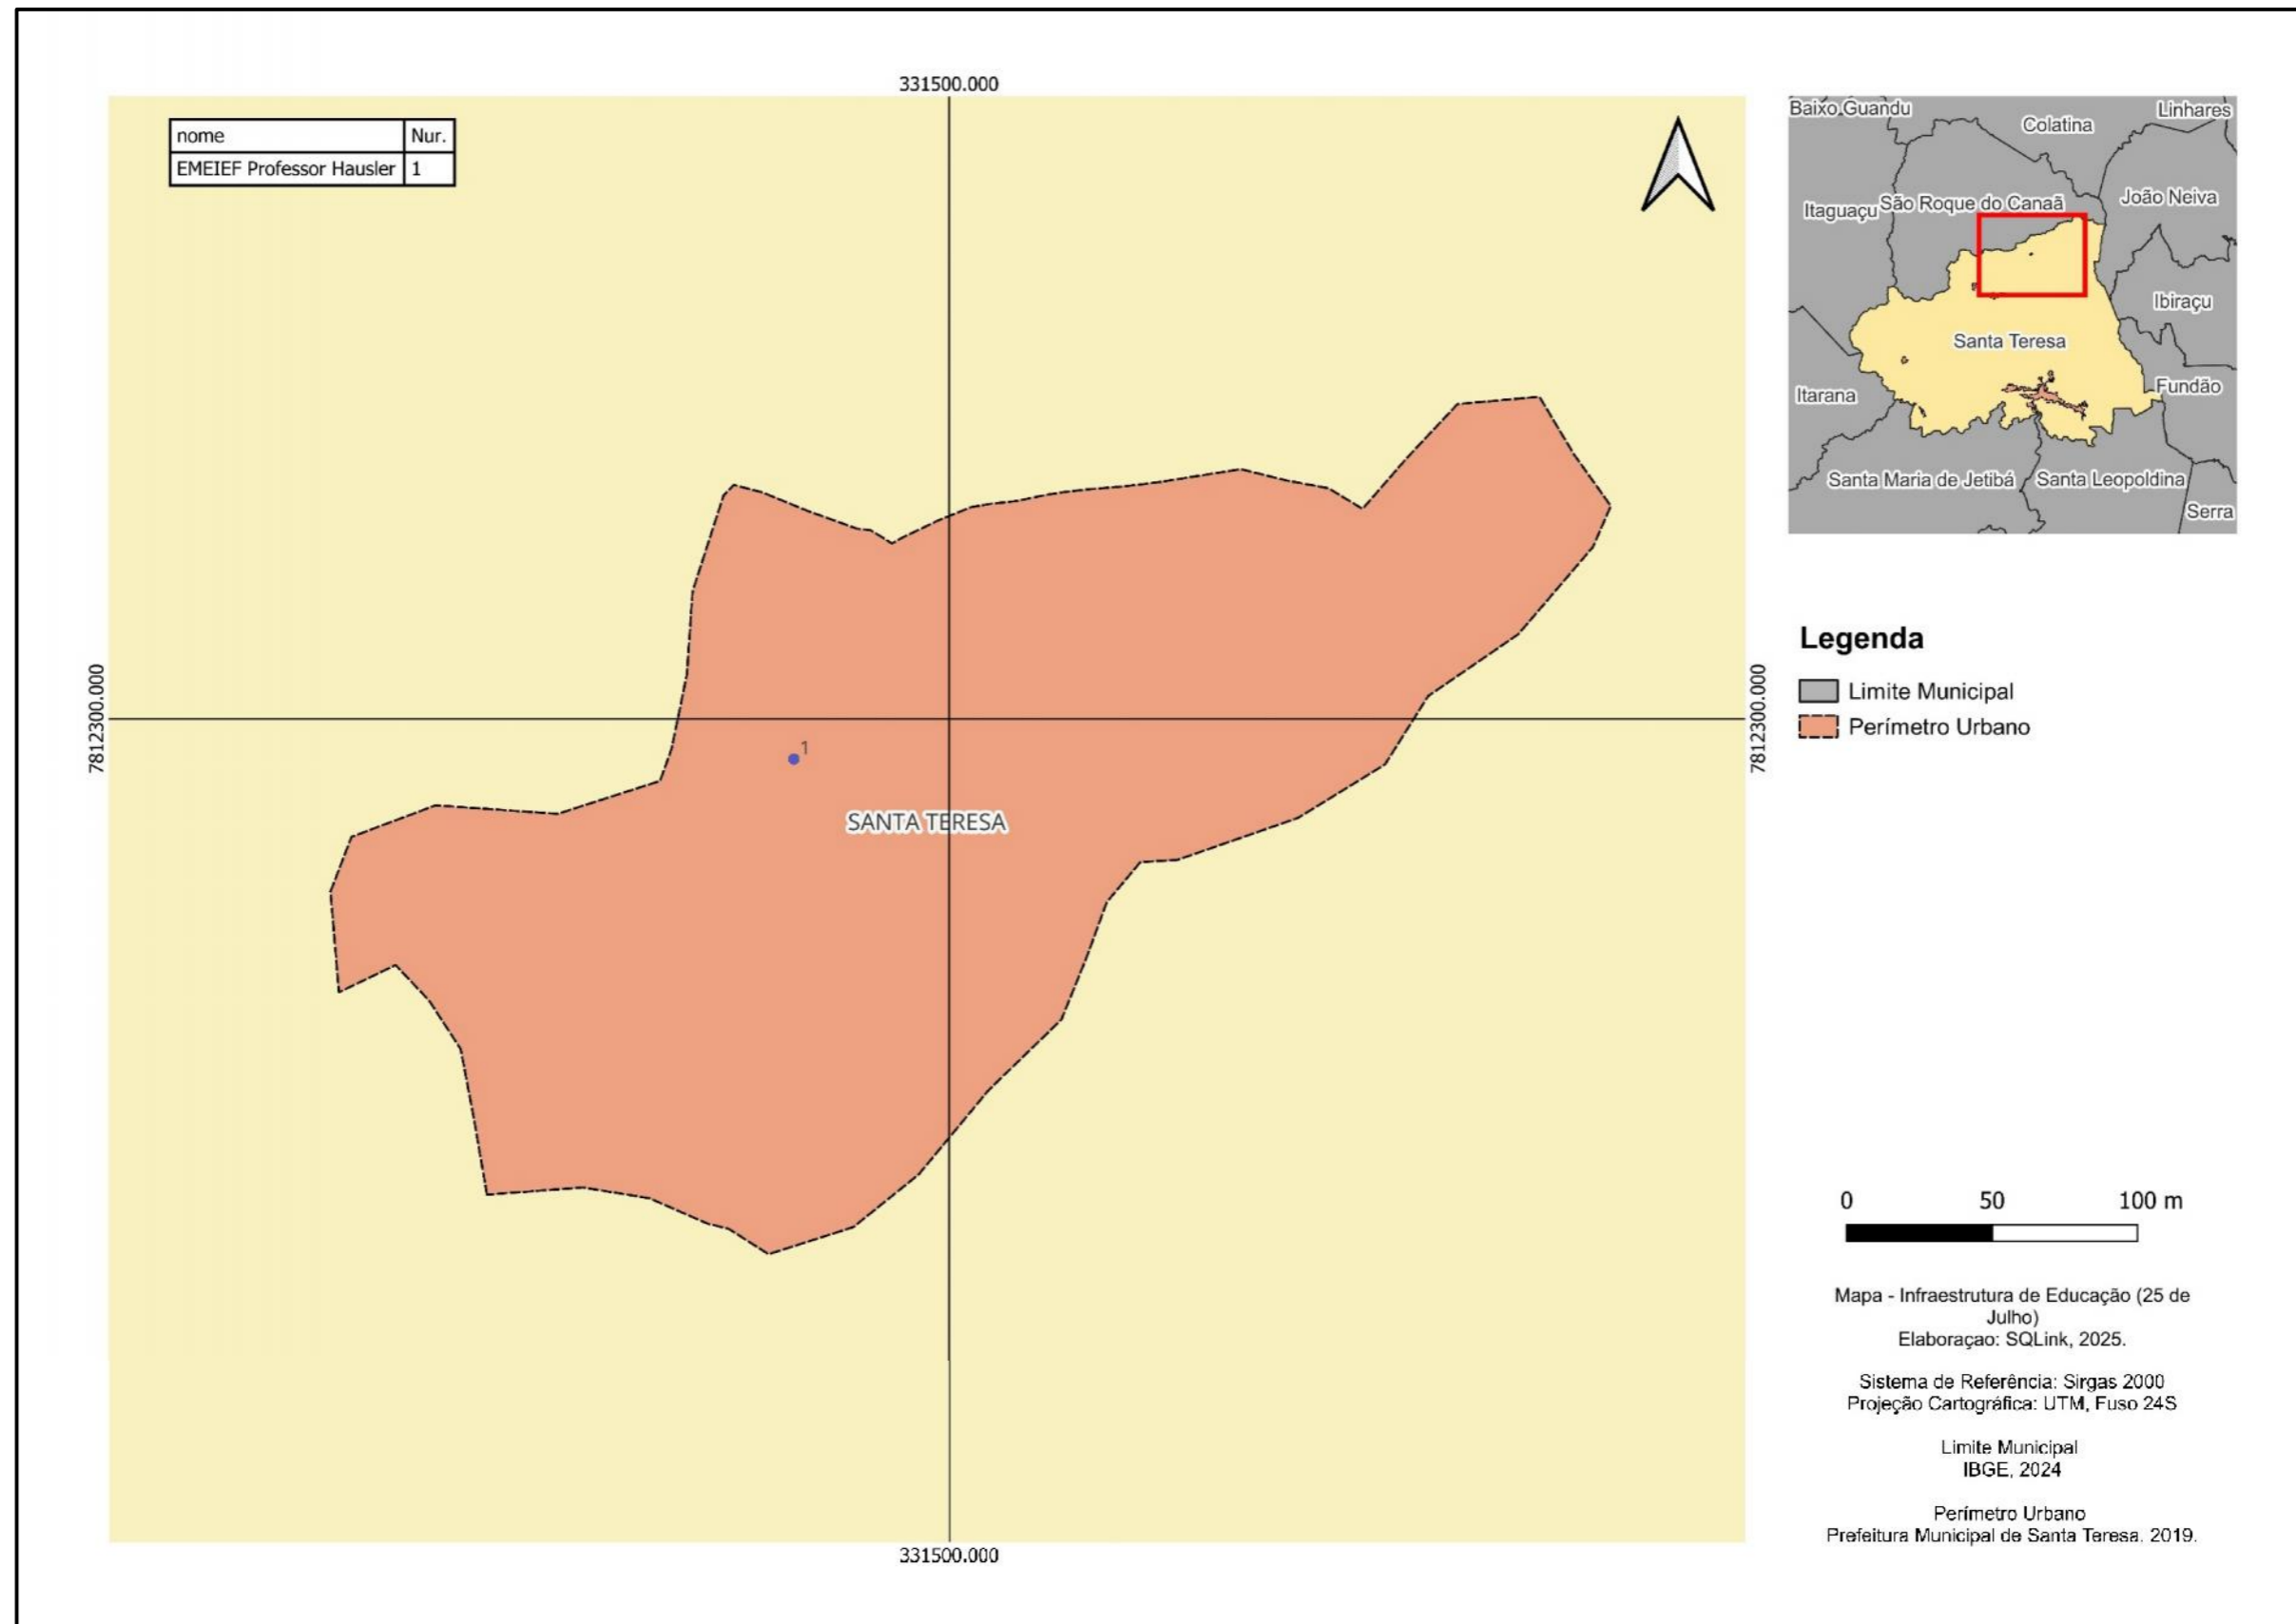 331500.000
nome Nur.
EMEIEF Professor Hausler 1
7812300.000
7812300.000
1
SANTA TERESA
331500.000
Baixo Guandu
Linhares
Colatina
João Neiva
Itaguaçu
São Roque do Canaã
Ibiraçu
Santa Teresa
Fundão
Itarana
Santa Maria de Jetibá
Santa Leopoldina
Serra
Legenda
Limite Municipal
Perímetro Urbano
0 50 100 m
Mapa - Infraestrutura de Educação (25 de
Julho)
Elaboraçao: SQLink, 2025.
Sistema de Referência: Sirgas 2000
Projeção Cartográfica: UTM, Fuso 24S
Limite Municipal
IBGE, 2024
Perímetro Urbano
Prefeitura Municipal de Santa Teresa. 2019.